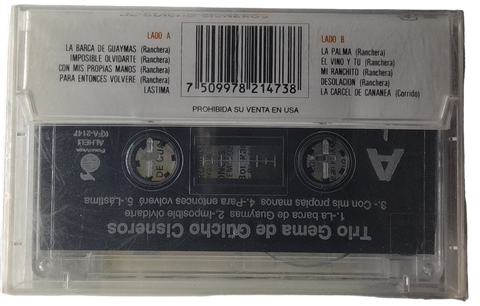 LADO A
LA BARCA DE GUAYMAS (Ranchera)
IMPOSIBLE OLVIDARTE (Ranchera)
CON MIS PROPIAS MANOS (Ranchera)
PARA ENTONCES VOLVERE (Ranchera)
LASTIMA
7 509978 214738
LADO B
LA PALMA (Ranchera)
EL VINO Y TU (Ranchera)
MI RANCHITO (Ranchera)
DESOLACION (Ranchera)
LA CARCEL DE CANANEA (Corrido)
PROHIBIDA SU VENTA EN USA
A
Trio Gema de Güicho Cisneros
1.-La barca de Guaymas 2.-Imposible olvidarte
3.-Con mis propias manos 4.-Para entonces volveré 5.-Lástima
ALHELI